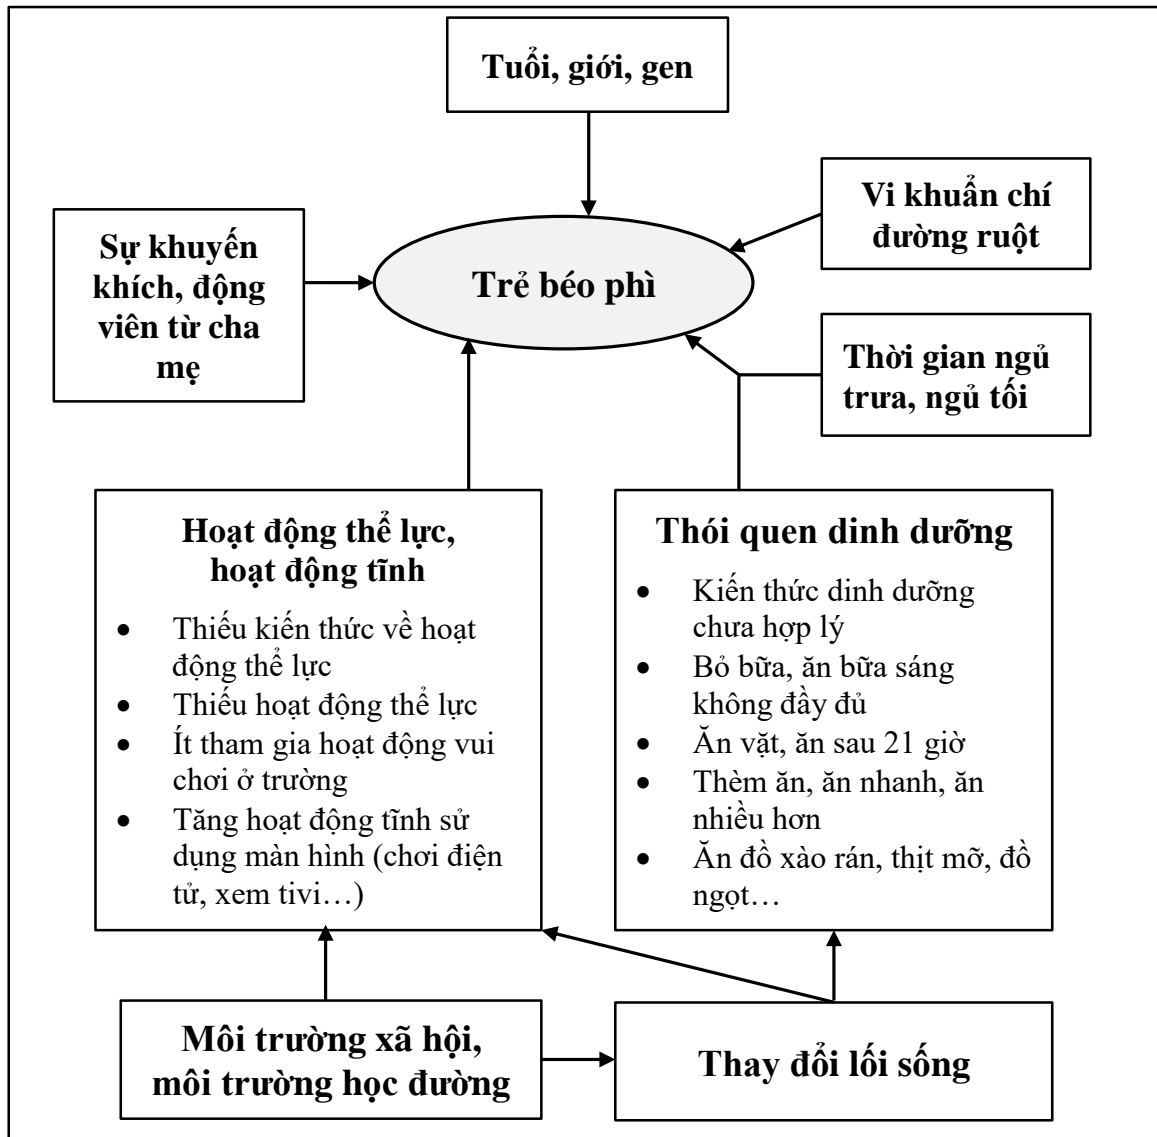 Tuổi, giới, gen
Vi khuẩn chí
đường ruột
Sự khuyến
khích, động
viên từ cha
mẹ
Trẻ béo phì
Thời gian ngủ
trưa, ngủ tối
Hoạt động thể lực,
hoạt động tĩnh
• Thiếu kiến thức về hoạt
động thể lực
• Thiếu hoạt động thể lực
• Ít tham gia hoạt động vui
chơi ở trường
• Tăng hoạt động tĩnh sử
dụng màn hình (chơi điện
tử, xem tivi…)
Thói quen dinh dưỡng
• Kiến thức dinh dưỡng
chưa hợp lý
• Bỏ bữa, ăn bữa sáng
không đầy đủ
• Ăn vặt, ăn sau 21 giờ
• Thèm ăn, ăn nhanh, ăn
nhiều hơn
• Ăn đồ xào rán, thịt mỡ, đồ
ngọt…
Môi trường xã hội,
môi trường học đường
Thay đổi lối sống